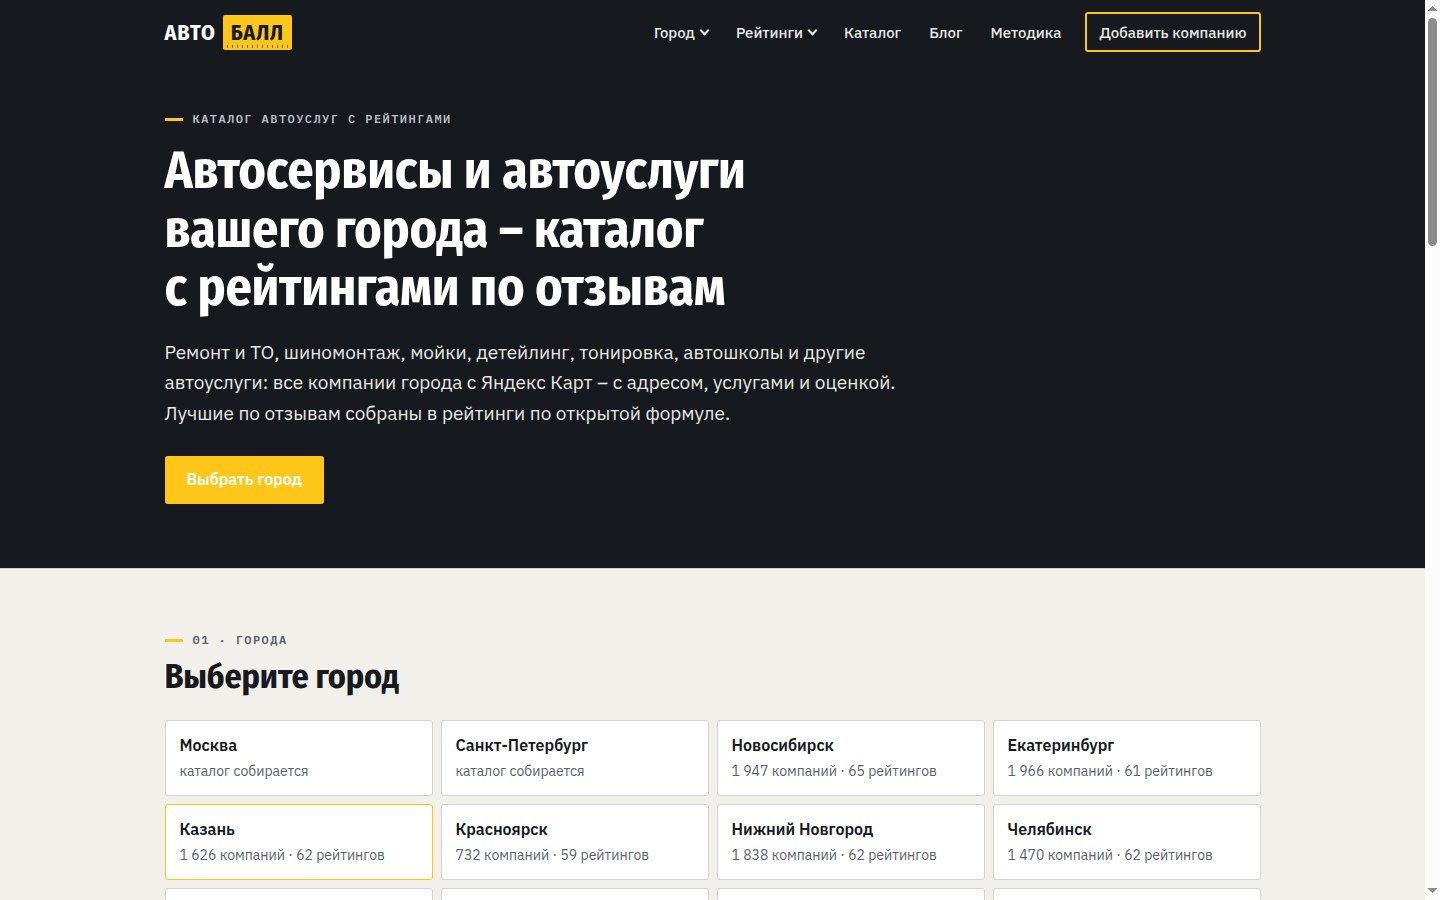 АВТО БАЛЛ
Город
Рейтинги
Каталог
Блог
Методика
Добавить компанию
КАТАЛОГ АВТОУСЛУГ С РЕЙТИНГАМИ
Автосервисы и автоуслуги
вашего города – каталог
с рейтингами по отзывам
Ремонт и ТО, шиномонтаж, мойки, детейлинг, тонировка, автошколы и другие
автоуслуги: все компании города с Яндекс Карт – с адресом, услугами и оценкой.
Лучшие по отзывам собраны в рейтинги по открытой формуле.
Выбрать город
01 · ГОРОДА
Выберите город
Москва
каталог собирается
Санкт-Петербург
каталог собирается
Новосибирск
1 947 компаний · 65 рейтингов
Екатеринбург
1 966 компаний · 61 рейтингов
Казань
1 626 компаний · 62 рейтингов
Красноярск
732 компаний · 59 рейтингов
Нижний Новгород
1 838 компаний · 62 рейтингов
Челябинск
1 470 компаний · 62 рейтингов